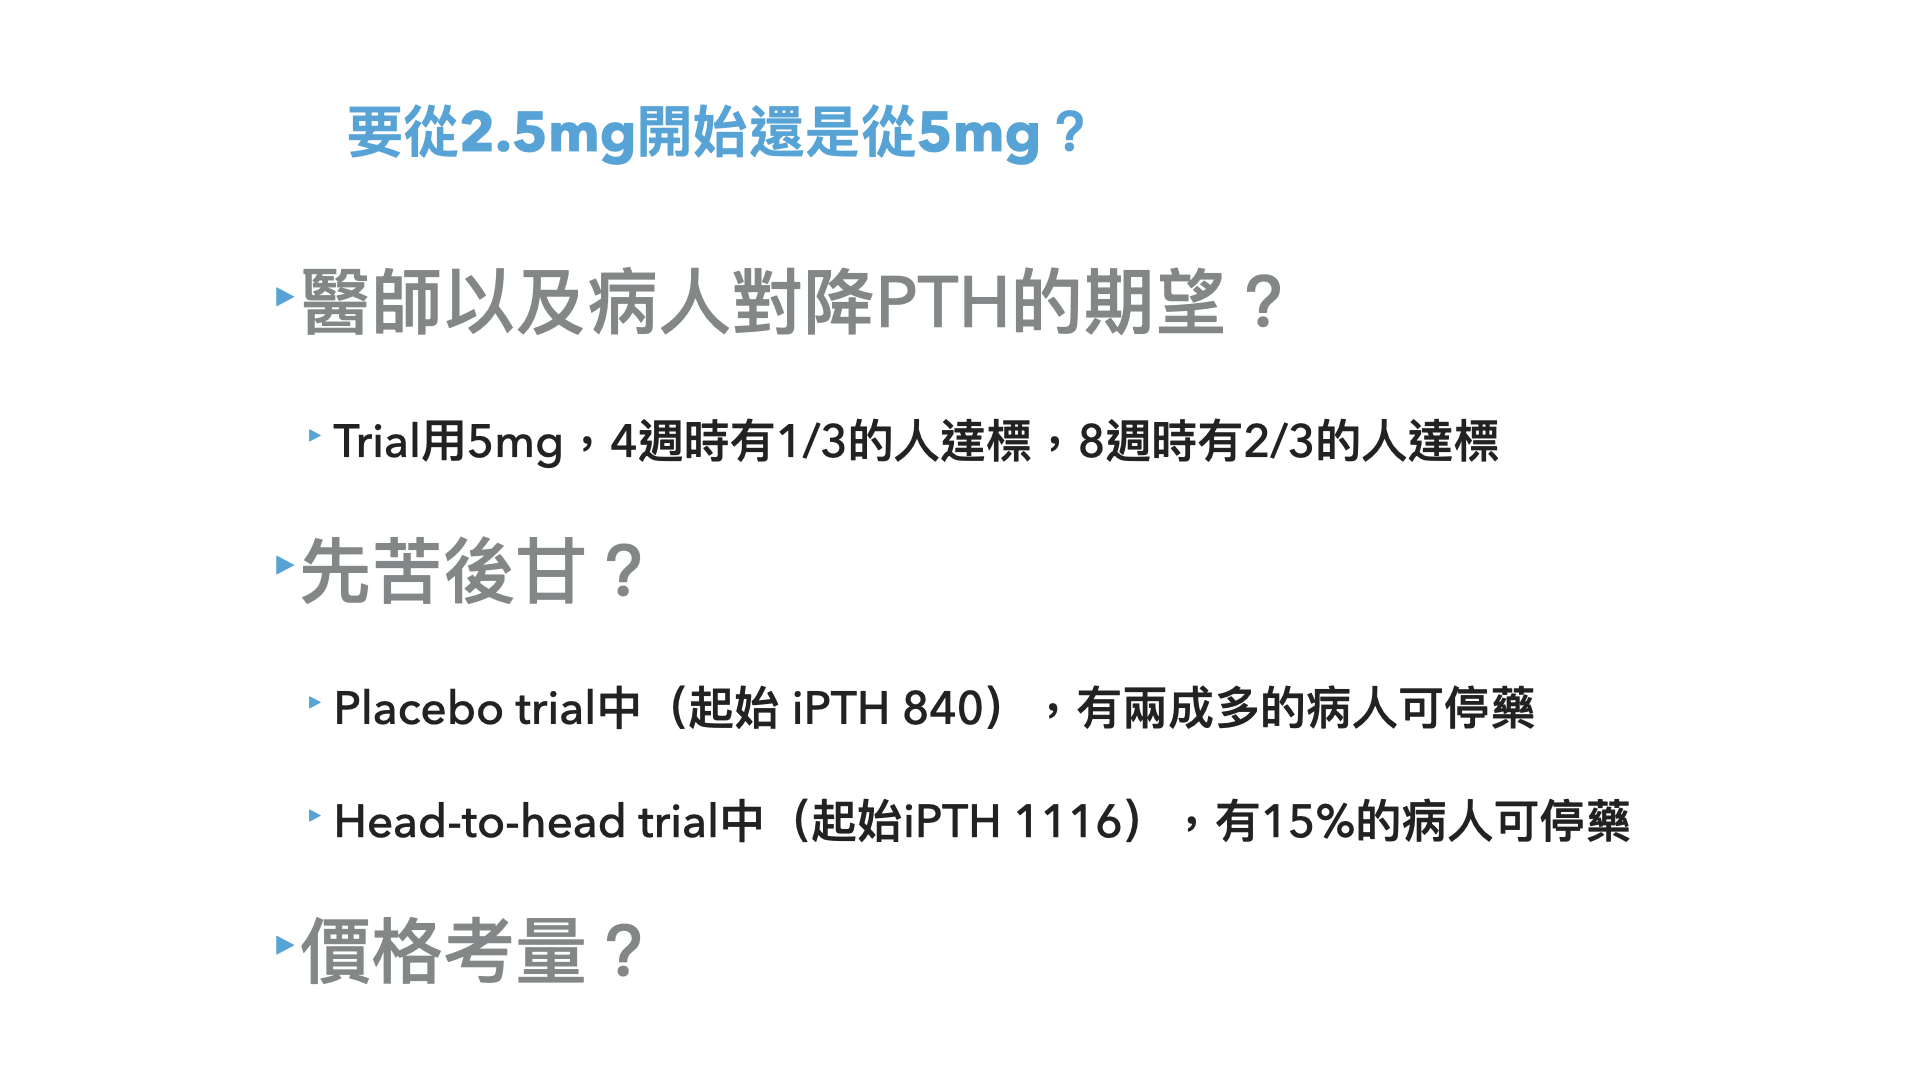 要從2.5mg開始還是從5mg？
醫師以及病人對降PTH的期望？
Trial用5mg，4週時有1/3的人達標，8週時有2/3的人達標
先苦後甘？
Placebo trial中（起始 iPTH 840），有兩成多的病人可停藥
Head-to-head trial中（起始iPTH 1116），有15%的病人可停藥
價格考量？